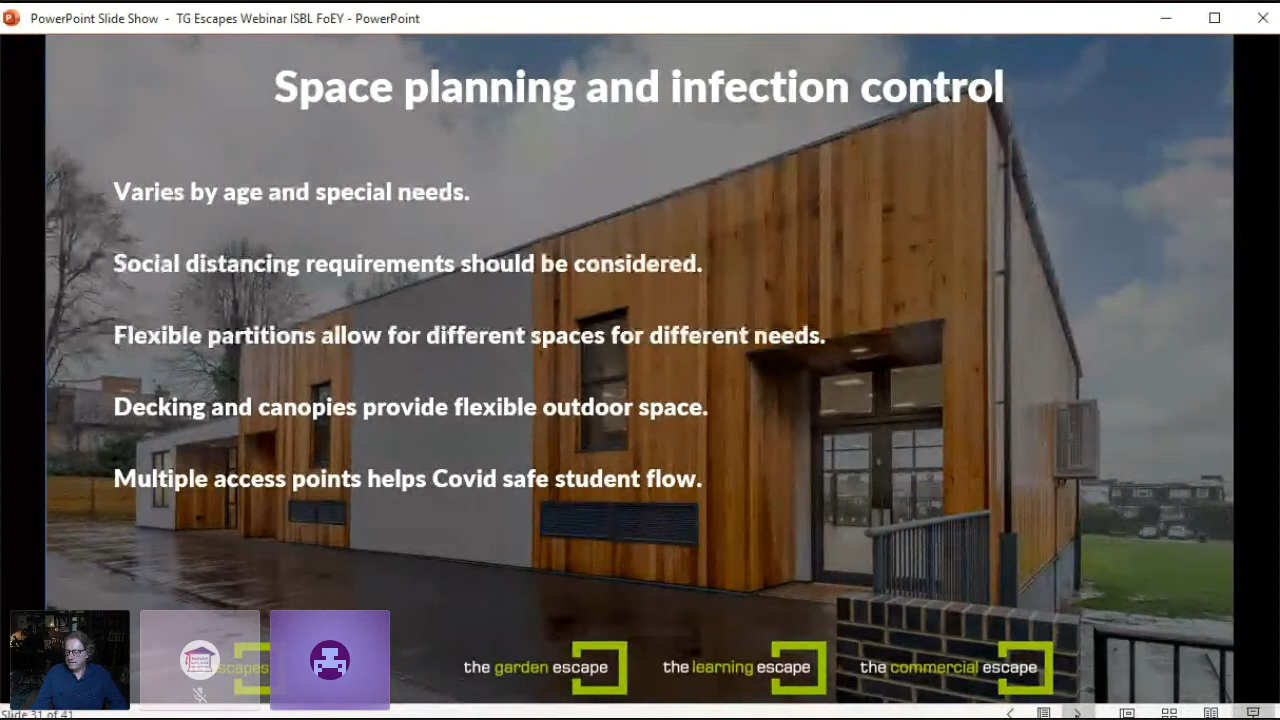 PowerPoint Slide Show - TG Escapes Webinar ISBL FoEY - PowerPoint
Space planning and infection control
Varies by age and special needs.
Social distancing requirements should be considered.
Flexible partitions allow for different spaces for different needs.
Decking and canopies provide flexible outdoor space.
Multiple access points helps Covid safe student flow.
escapes
the garden escape
the learning escape
the commercial escape
Slide 31 of 41